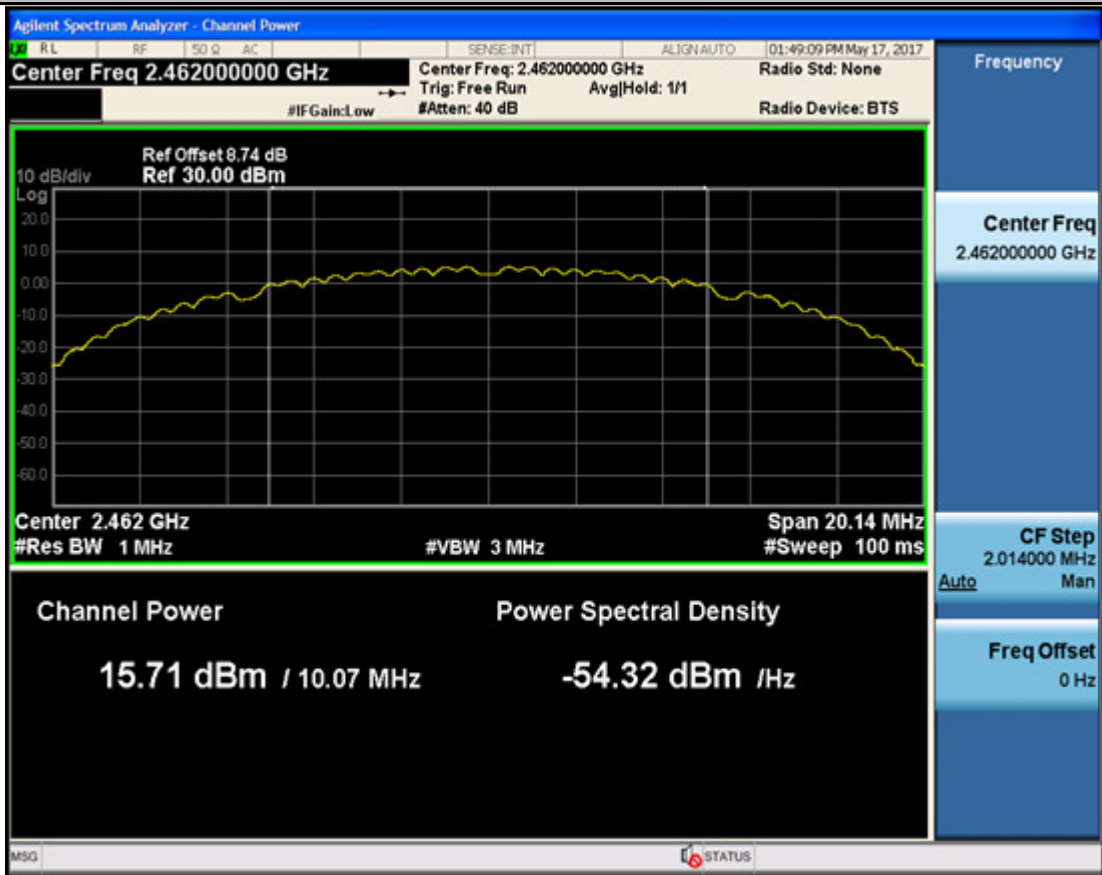 Agilent Spectrum Analyzer - Channel Power
RL RF 50 Ω AC SENSE:INT ALIGN AUTO 01:49:09 PM May 17, 2017
Center Freq 2.462000000 GHz
#IFGain:Low
Center Freq: 2.462000000 GHz
Trig: Free Run Avg|Hold: 1/1
#Atten: 40 dB
Radio Std: None
Radio Device: BTS
Ref Offset 8.74 dB
10 dB/div Ref 30.00 dBm
Log
20.0
10.0
0.00
-10.0
-20.0
-30.0
-40.0
-50.0
-60.0
Center 2.462 GHz Span 20.14 MHz
#Res BW 1 MHz #VBW 3 MHz #Sweep 100 ms
Channel Power Power Spectral Density
15.71 dBm / 10.07 MHz -54.32 dBm /Hz
Frequency
Center Freq
2.462000000 GHz
CF Step
2.014000 MHz
Auto Man
Freq Offset
0 Hz
MSG STATUS